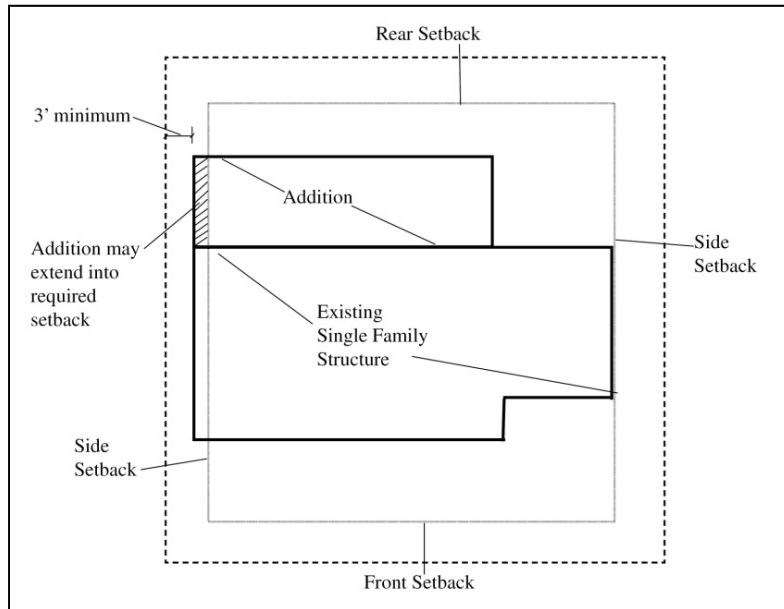 Rear Setback
3’ minimum
Addition
Addition may
extend into
required
setback
Side
Setback
Existing
Single Family
Structure
Side
Setback
Front Setback